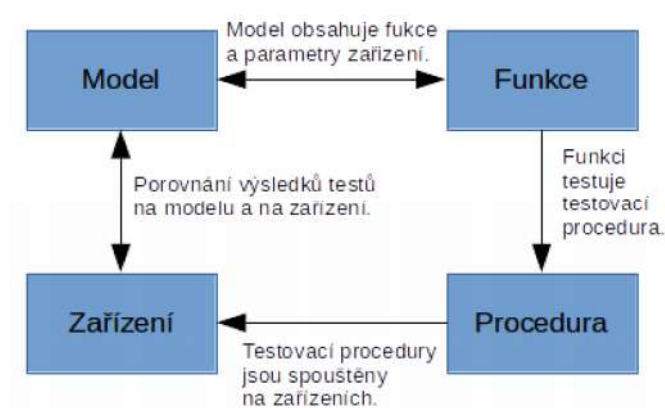 Model obsahuje fukce
a parametry zařizení.
Model
Funkce
Porovnání výsledků testů
na modelu a na zařízení.
Funkci
testuje
testovací
procedura.
Zařízení
Procedura
Testovací procedury
jsou spouštěny
na zařízeních.